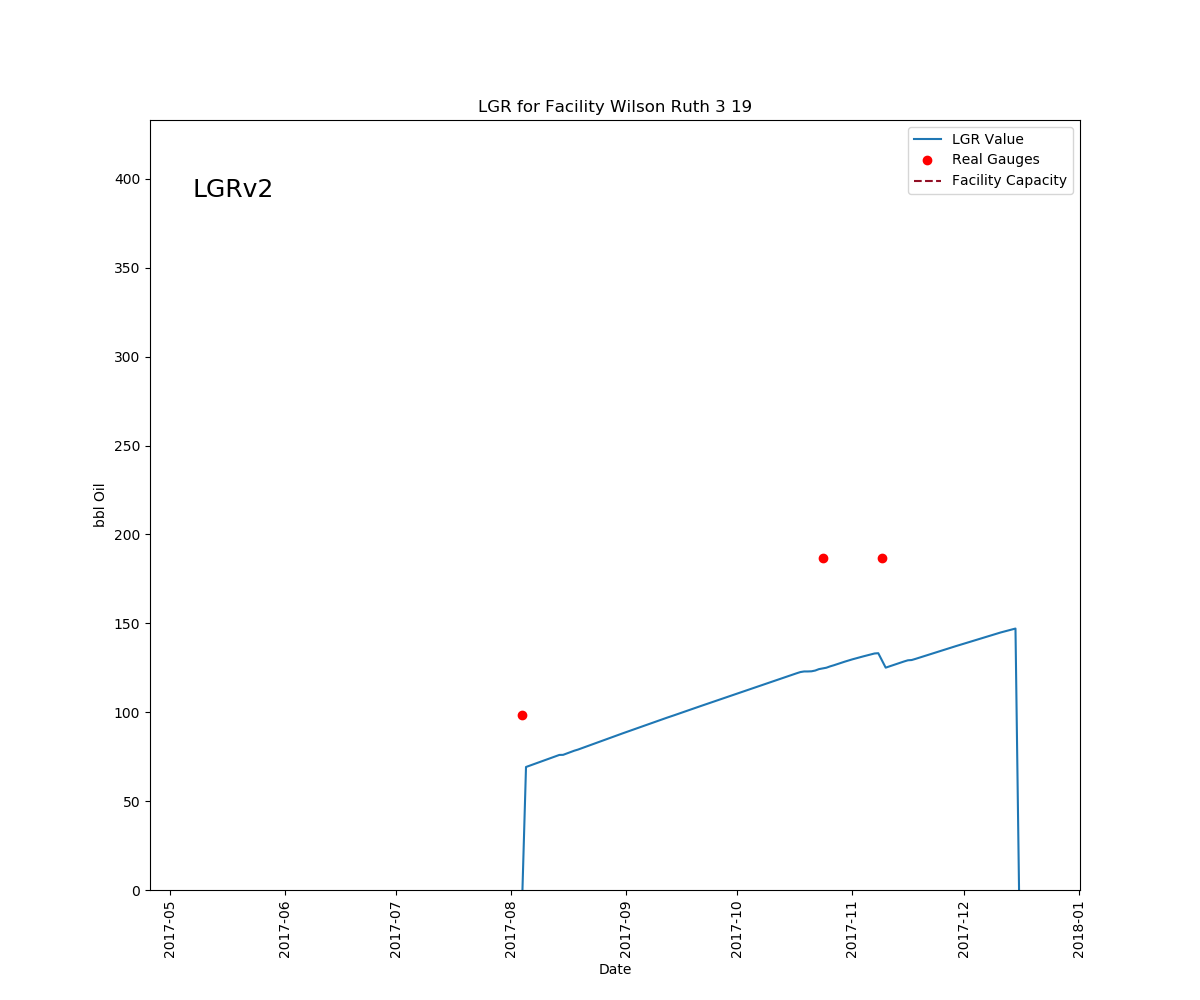 LGR for Facility Wilson Ruth 3 19
LGRv2
LGR Value
Real Gauges
Facility Capacity
400
350
300
250
200
150
100
50
0
bbl Oil
2017-05
2017-06
2017-07
2017-08
2017-09
2017-10
2017-11
2017-12
2018-01
Date